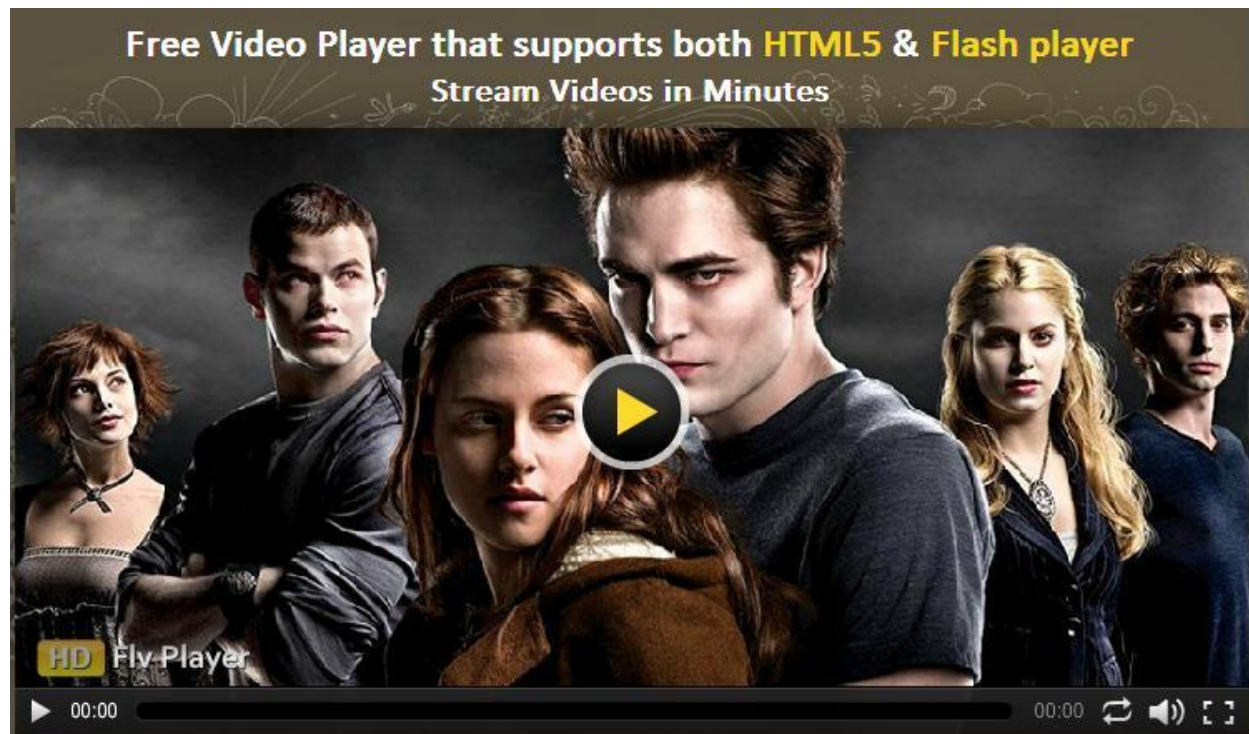 Free Video Player that supports both HTML5 & Flash player
Stream Videos in Minutes
HD Flv Player
00:00 00:00